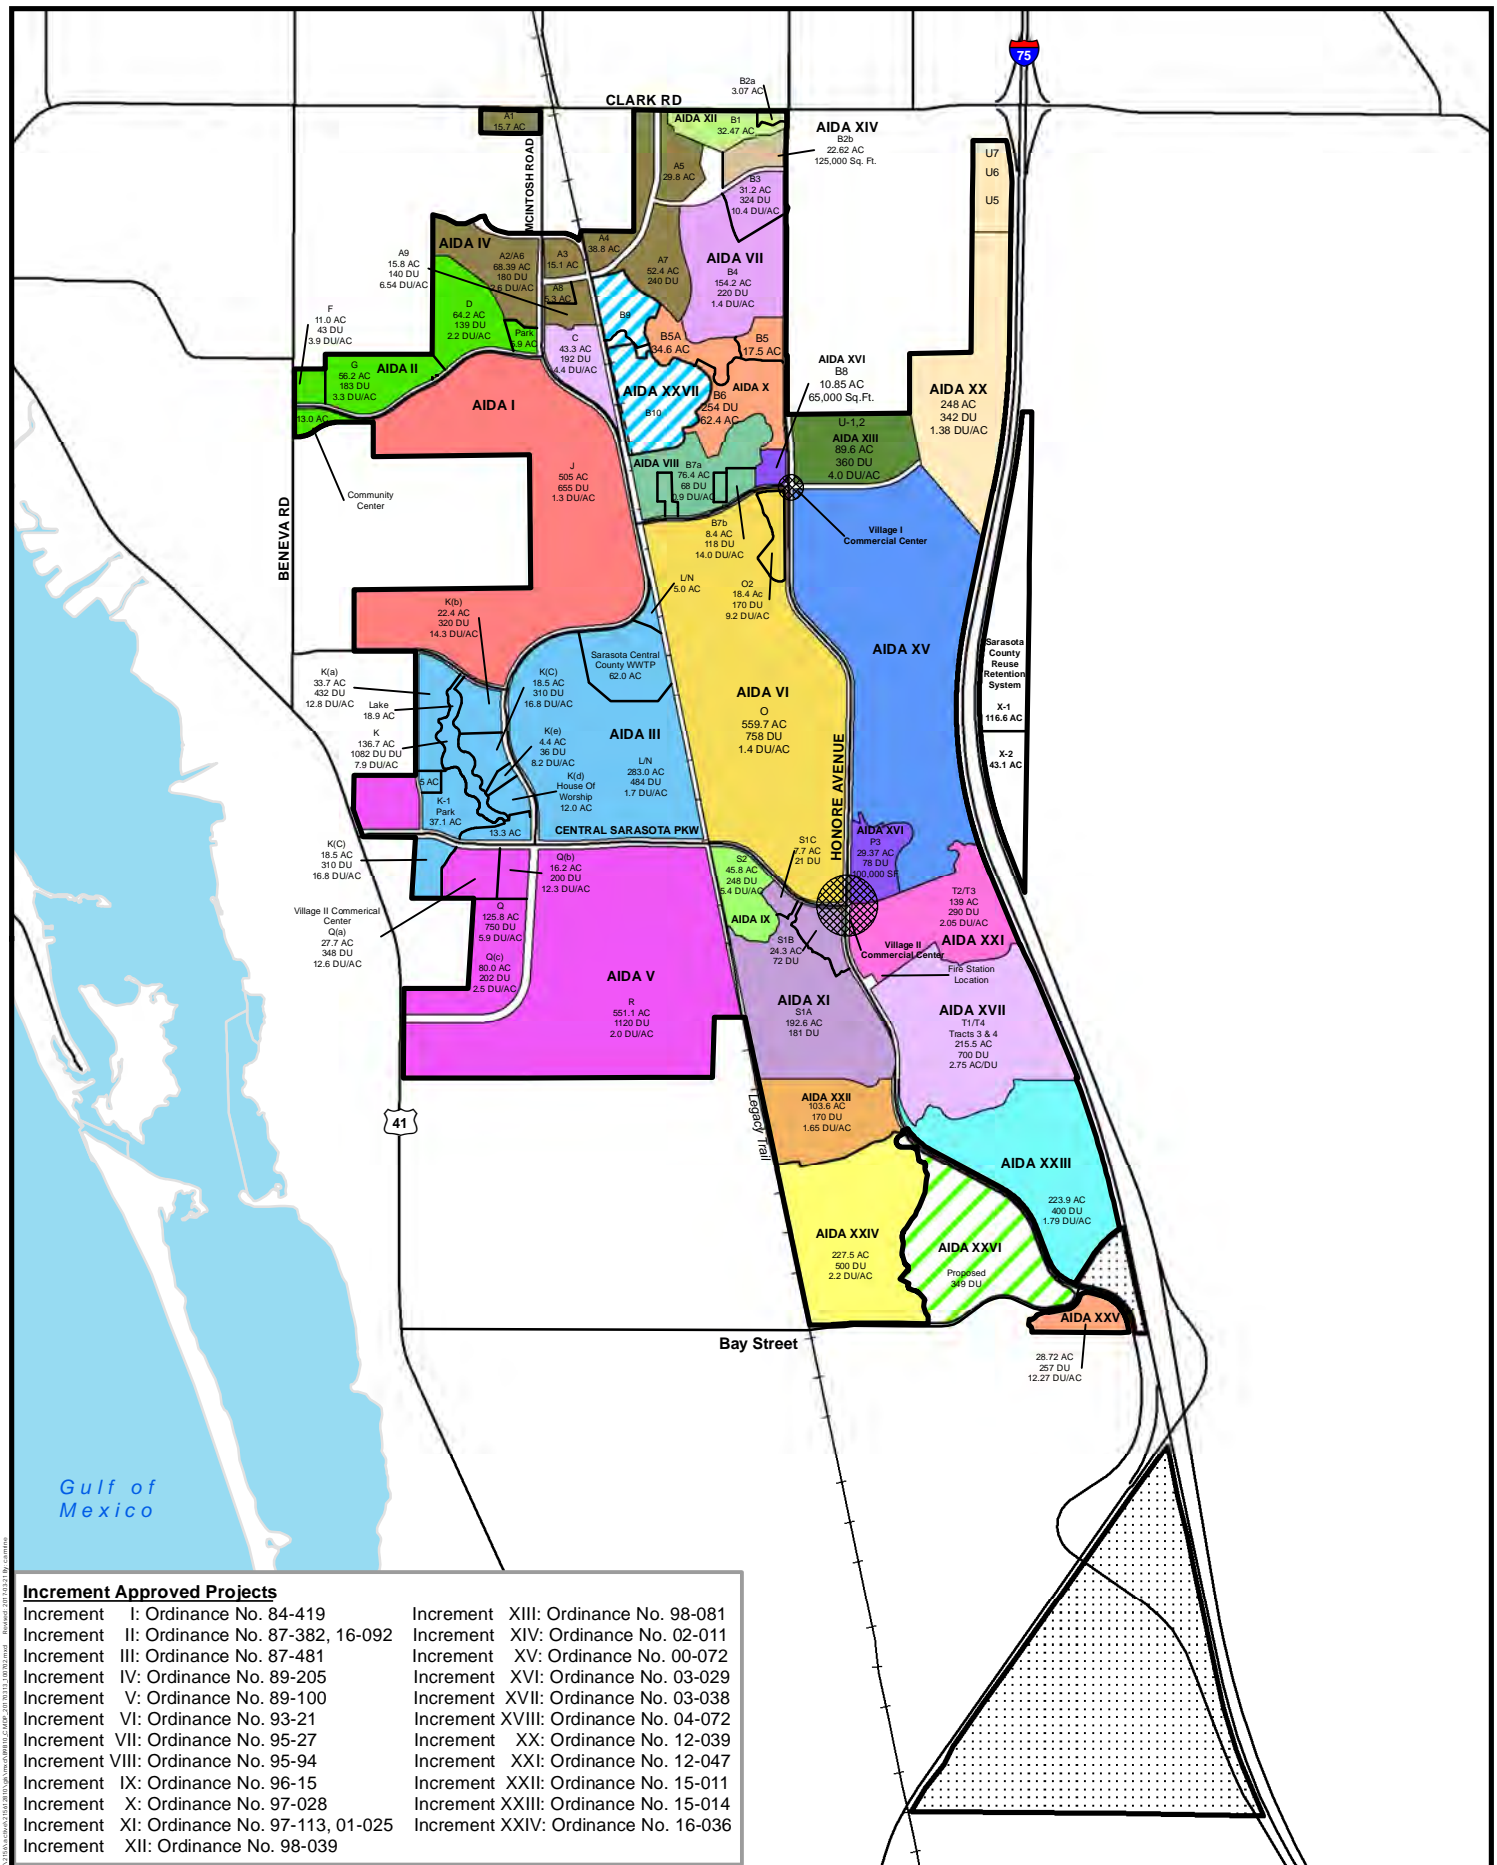 75
B2a
3.07 AC
CLARK RD
A1
15.7 AC
AIDA XII
B1
32.47 AC
AIDA XIV
B2b
22.62 AC
125,000 Sq. Ft.
MCINTOSH ROAD
U7
U6
U5
A5
29.8 AC
B3
31.2 AC
324 DU
10.4 DU/AC
AIDA IV
A9
15.8 AC
140 DU
6.54 DU/AC
A2/A6
68.39 AC
180 DU
2.6 DU/AC
A3
15.1 AC
A4
38.8 AC
A7
52.4 AC
240 DU
AIDA VII
B4
154.2 AC
220 DU
1.4 DU/AC
A8
5.3 AC
F
11.0 AC
43 DU
3.9 DU/AC
D
64.2 AC
139 DU
2.2 DU/AC
Park
5.9 AC
B9
C
43.3 AC
192 DU
4.4 DU/AC
B5A
34.6 AC
B5
17.5 AC
G
56.2 AC
183 DU
3.3 DU/AC
AIDA II
AIDA XVI
B8
10.85 AC
65,000 Sq.Ft.
AIDA XXVII
B10
AIDA X
B6
254 DU
62.4 AC
AIDA XX
248 AC
342 DU
1.38 DU/AC
AIDA I
13.0 AC
U-1,2
AIDA XIII
89.6 AC
360 DU
4.0 DU/AC
J
505 AC
655 DU
1.3 DU/AC
AIDA VIII
B7a
76.4 AC
68 DU
0.9 DU/AC
Community
Center
BENEVA RD
B7b
8.4 AC
118 DU
14.0 DU/AC
Village I
Commercial Center
L/N
5.0 AC
O2
18.4 Ac
170 DU
9.2 DU/AC
K(b)
22.4 AC
320 DU
14.3 DU/AC
Sarasota Central
County WWTP
62.0 AC
AIDA XV
Sarasota
County
Reuse
Retention
System
X-1
116.6 AC
K(a)
33.7 AC
432 DU
12.8 DU/AC
K(C)
18.5 AC
310 DU
16.8 DU/AC
Lake
18.9 AC
AIDA VI
O
559.7 AC
758 DU
1.4 DU/AC
K
136.7 AC
1082 DU DU
7.9 DU/AC
K(e)
4.4 AC
36 DU
8.2 DU/AC
AIDA III
L/N
283.0 AC
484 DU
1.7 DU/AC
HONORE AVENUE
X-2
43.1 AC
5 AC
K(d)
House Of
Worship
12.0 AC
K-1
Park
37.1 AC
13.3 AC
CENTRAL SARASOTA PKW
AIDA XVI
P3
29.37 AC
78 DU
100,000 SF
S1C
7.7 AC
21 DU
K(C)
18.5 AC
310 DU
16.8 DU/AC
Q(b)
16.2 AC
200 DU
12.3 DU/AC
S2
45.8 AC
248 DU
5.4 DU/AC
AIDA IX
T2/T3
139 AC
290 DU
2.05 DU/AC
AIDA XXI
Village II Commerical
Center
Q(a)
27.7 AC
348 DU
12.6 DU/AC
Q
125.8 AC
750 DU
5.9 DU/AC
S1B
24.3 AC
72 DU
Village II
Commercial Center
Fire Station
Location
Q(c)
80.0 AC
202 DU
2.5 DU/AC
AIDA V
R
551.1 AC
1120 DU
2.0 DU/AC
AIDA XI
S1A
192.6 AC
181 DU
AIDA XVII
T1/T4
Tracts 3 & 4
215.5 AC
700 DU
2.75 AC/DU
41
Legacy Trail
AIDA XXII
103.6 AC
170 DU
1.65 DU/AC
AIDA XXIII
223.9 AC
400 DU
1.79 DU/AC
AIDA XXIV
227.5 AC
500 DU
2.2 DU/AC
AIDA XXVI
Proposed
349 DU
AIDA XXV
28.72 AC
257 DU
12.27 DU/AC
Bay Street
Gulf of
Mexico
Increment Approved Projects
Increment I: Ordinance No. 84-419
Increment II: Ordinance No. 87-382, 16-092
Increment III: Ordinance No. 87-481
Increment IV: Ordinance No. 89-205
Increment V: Ordinance No. 89-100
Increment VI: Ordinance No. 93-21
Increment VII: Ordinance No. 95-27
Increment VIII: Ordinance No. 95-94
Increment IX: Ordinance No. 96-15
Increment X: Ordinance No. 97-028
Increment XI: Ordinance No. 97-113, 01-025
Increment XII: Ordinance No. 98-039
Increment XIII: Ordinance No. 98-081
Increment XIV: Ordinance No. 02-011
Increment XV: Ordinance No. 00-072
Increment XVI: Ordinance No. 03-029
Increment XVII: Ordinance No. 03-038
Increment XVIII: Ordinance No. 04-072
Increment XX: Ordinance No. 12-039
Increment XXI: Ordinance No. 12-047
Increment XXII: Ordinance No. 15-011
Increment XXIII: Ordinance No. 15-014
Increment XXIV: Ordinance No. 16-036